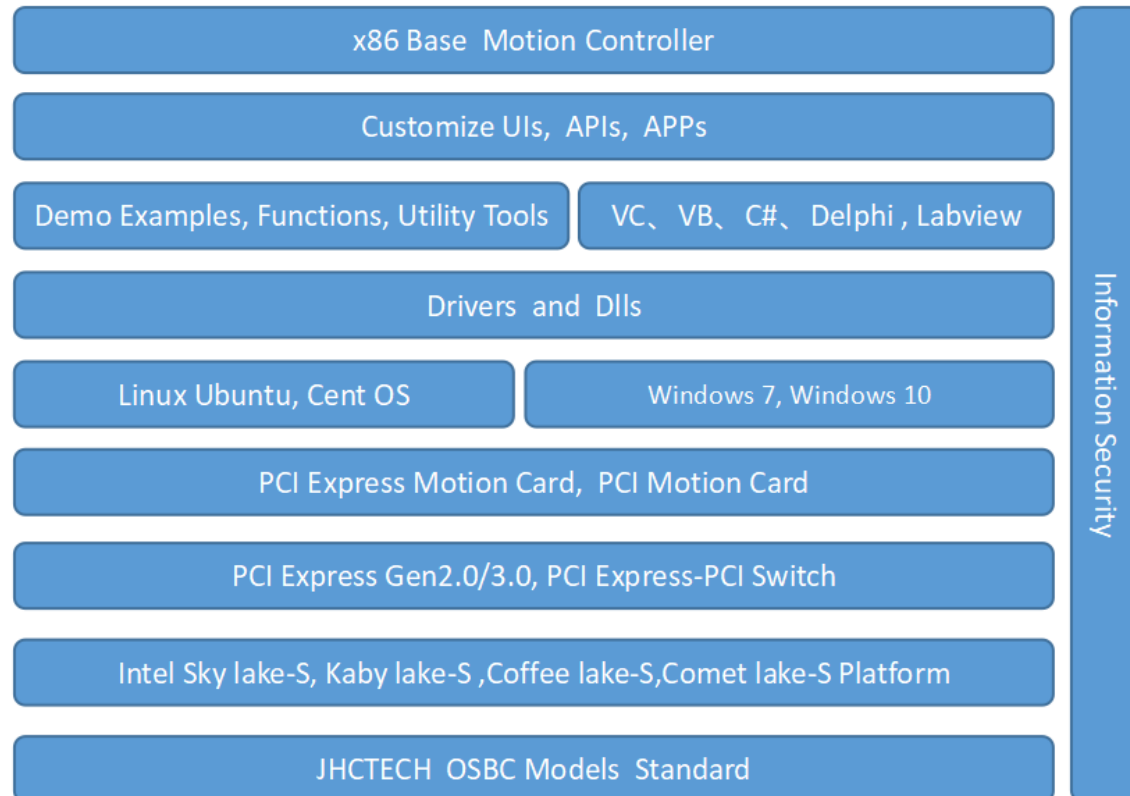 x86 Base Motion Controller
Customize UIs, APIs, APPs
Demo Examples, Functions, Utility Tools
VC、VB、C#、Delphi , Labview
Drivers and Dlls
Linux Ubuntu, Cent OS
Windows 7, Windows 10
PCI Express Motion Card, PCI Motion Card
PCI Express Gen2.0/3.0, PCI Express-PCI Switch
Intel Sky lake-S, Kaby lake-S ,Coffee lake-S,Comet lake-S Platform
JHCTECH OSBC Models Standard
Information Security